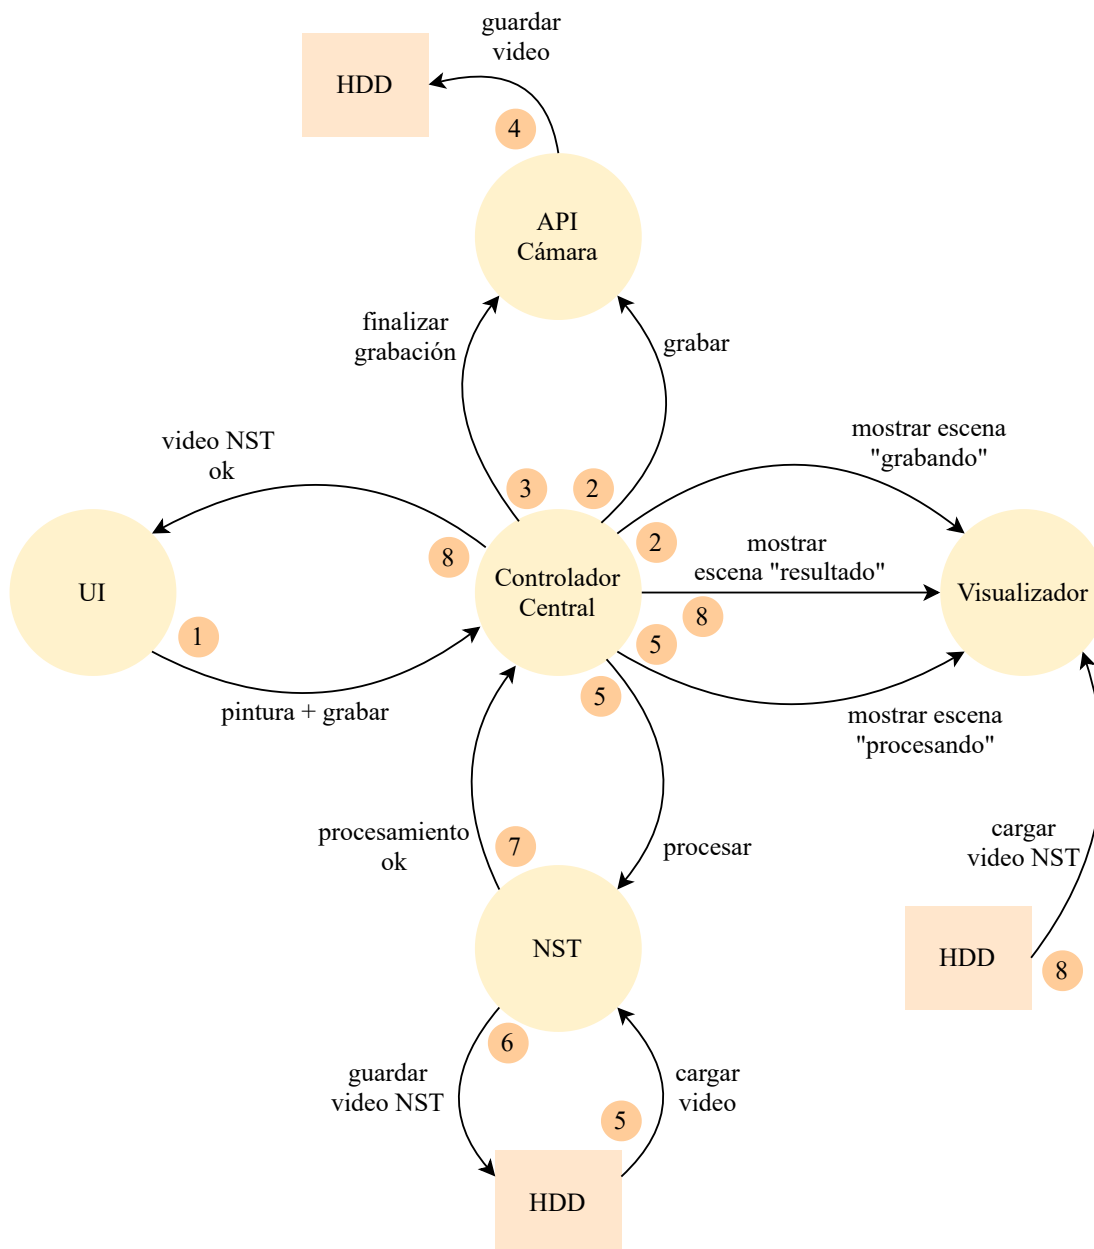 guardar
video
HDD
4
API
Cámara
finalizar
grabación
grabar
video NST
ok
mostrar escena
"grabando"
3
2
2
8
mostrar
escena "resultado"
UI
Controlador
Central
Visualizador
8
1
5
5
pintura + grabar
mostrar escena
"procesando"
procesamiento
ok
7
procesar
cargar
video NST
NST
HDD
8
6
guardar
video NST
cargar
video
5
HDD